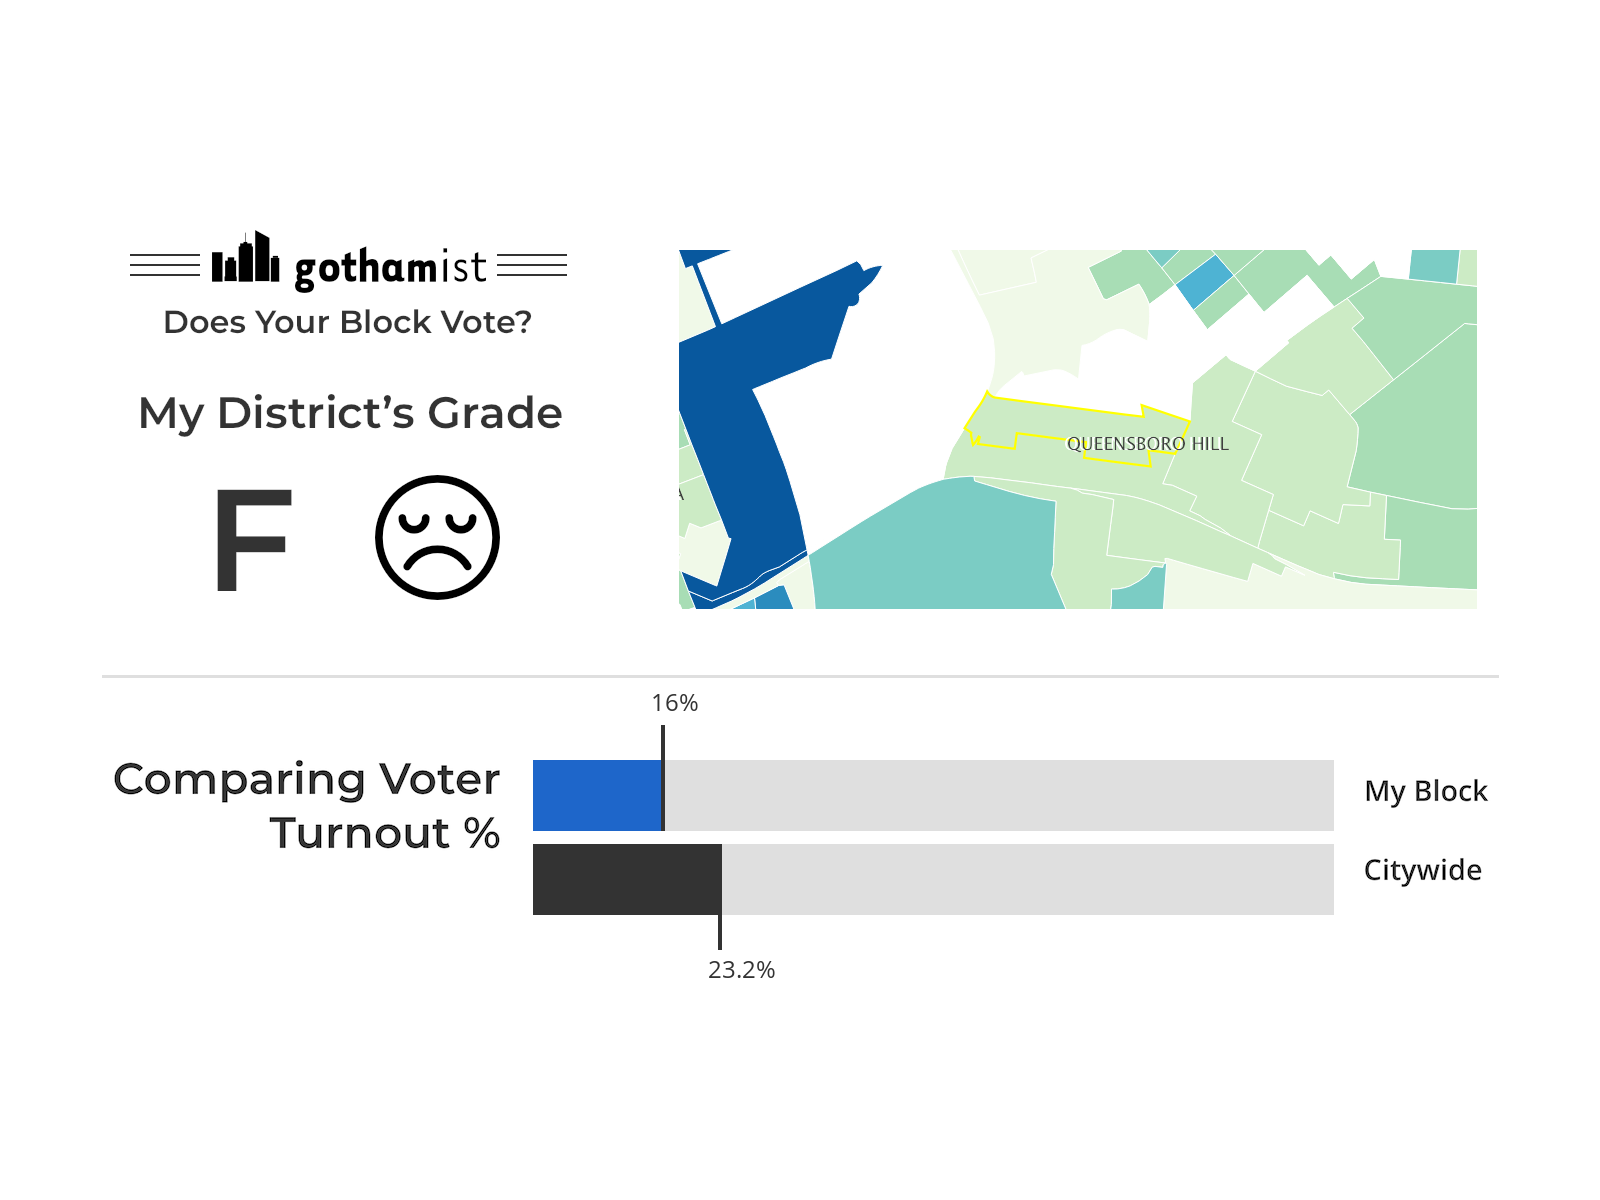 gothamist
Does Your Block Vote?
My District’s Grade
F
QUEENSBORO HILL
A
16%
Comparing Voter
Turnout %
My Block
Citywide
23.2%